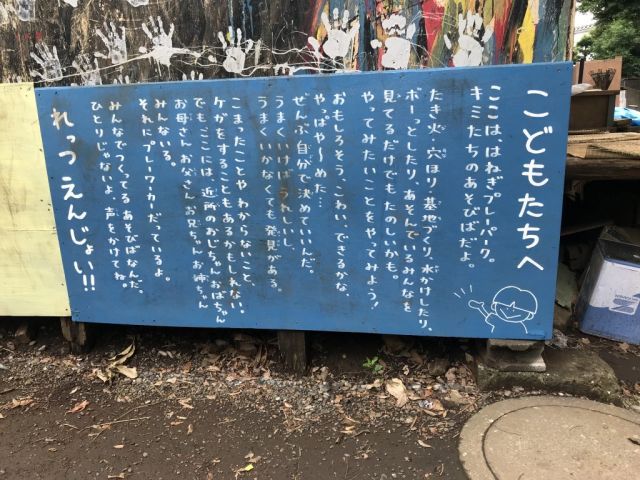 こどもたちへ
ここははねぎプレーパーク。
キミたちのあそびばだよ。
たき火・穴ほり・基地づくり、水かけしたり、
ボーっとしたり、あそんでいるみんなを
見てるだけでもたのしいかも。
やってみたいことをやってみよう!
おもしろそう、こわい、できるかな、
やっぱや〜めた…
ぜんぶ自分で決めていいんだ。
うまくいけばうれしいし、
うまくいかなくても発見がある。
こまったことやわからないこと、
ケガをすることもあるかもしれない。
でもここには、近所のおじちゃん おばちゃん
お母さん お父さん お兄ちゃん お姉ちゃん
みんないる。
それにプレーワーカーだっているよ。
みんなでつくってるあそびばなんだ。
ひとりじゃないよ 声をかけてね。
れっつ えんじょい!!